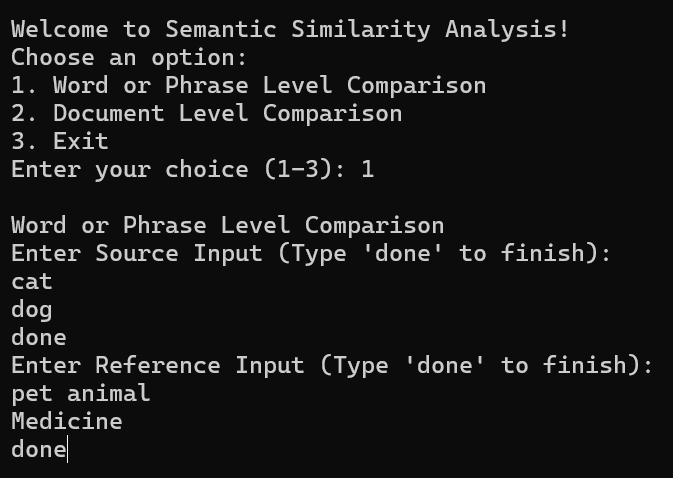 Welcome to Semantic Similarity Analysis!
Choose an option:
1. Word or Phrase Level Comparison
2. Document Level Comparison
3. Exit
Enter your choice (1-3): 1
Word or Phrase Level Comparison
Enter Source Input (Type 'done' to finish):
cat
dog
done
Enter Reference Input (Type 'done' to finish):
pet animal
Medicine
done